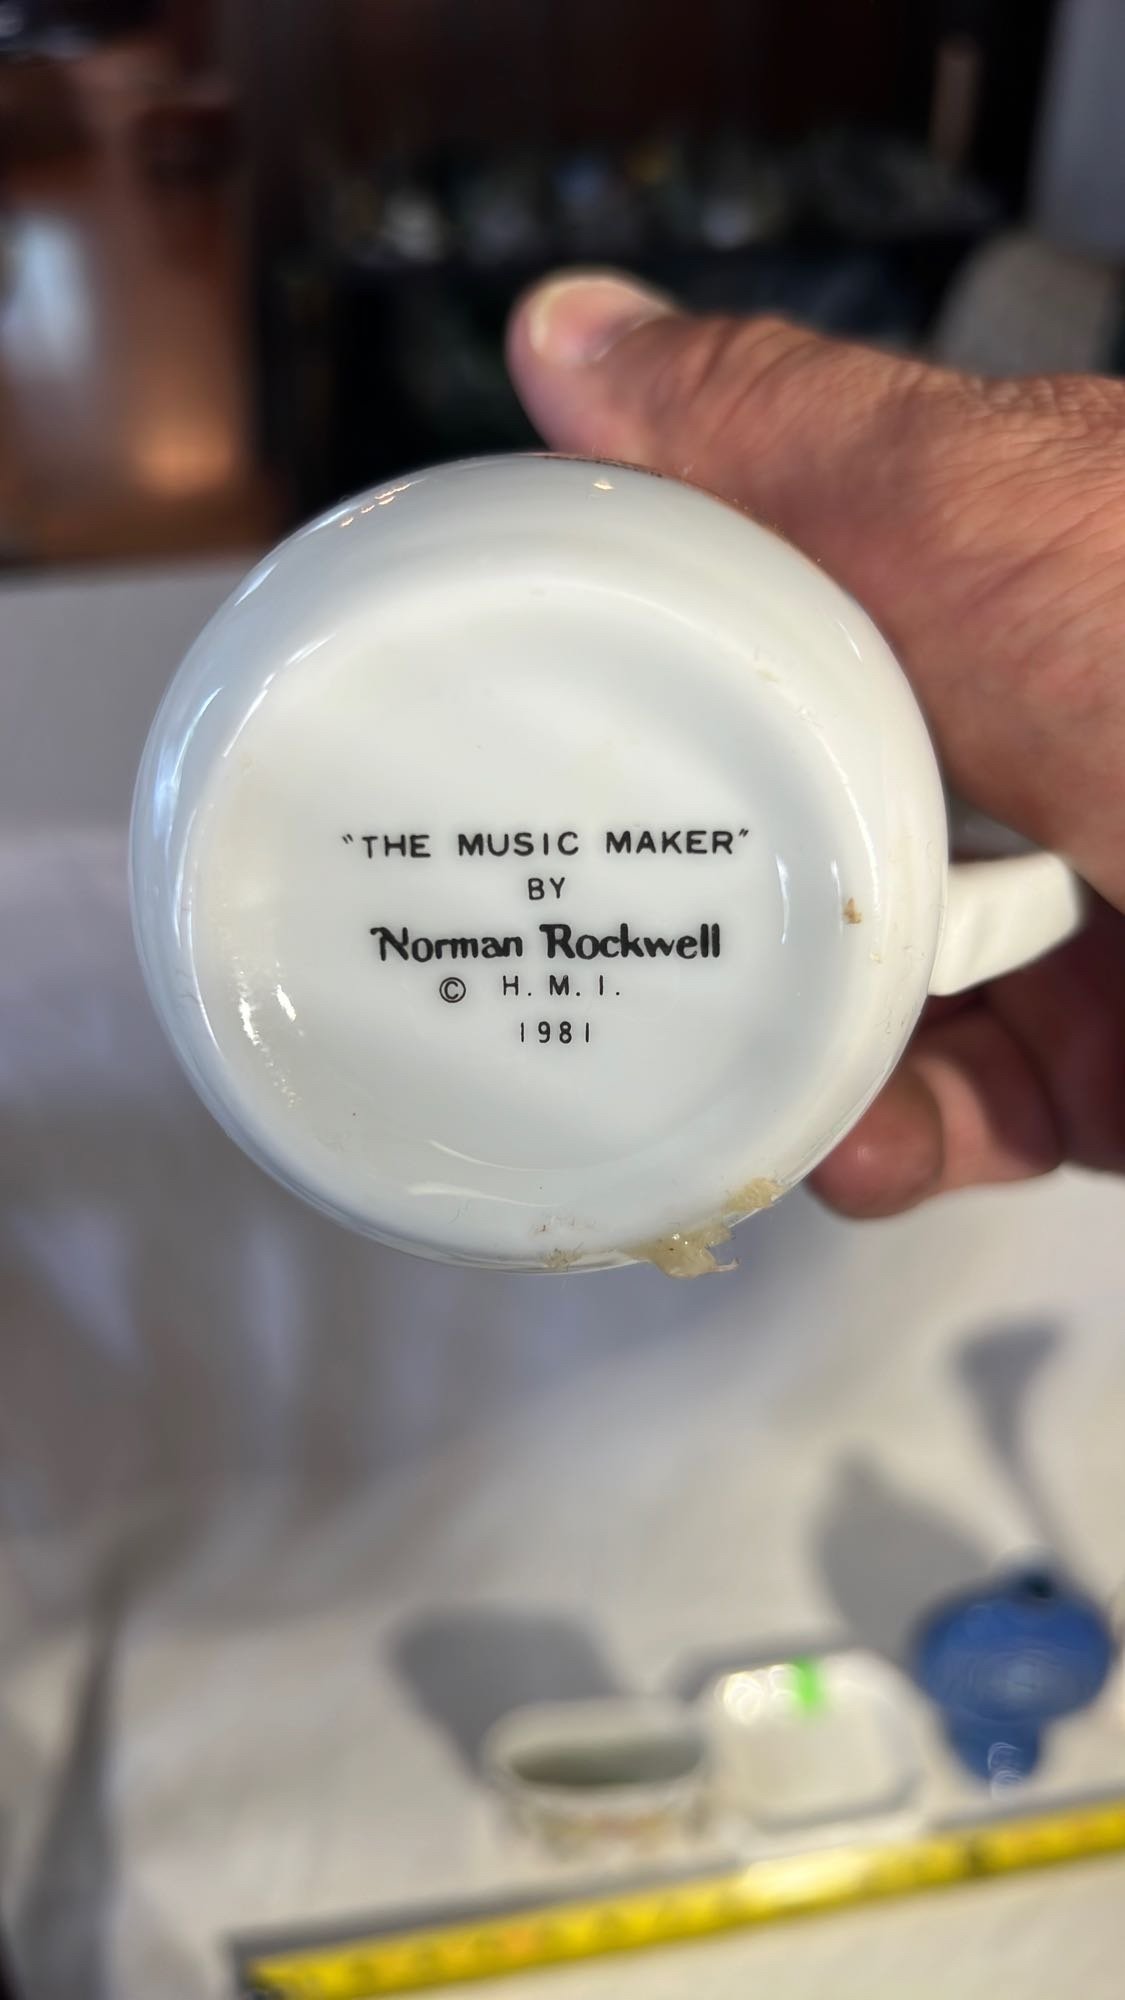 "THE MUSIC MAKER"
BY
Norman Rockwell
© H. M. I.
1981